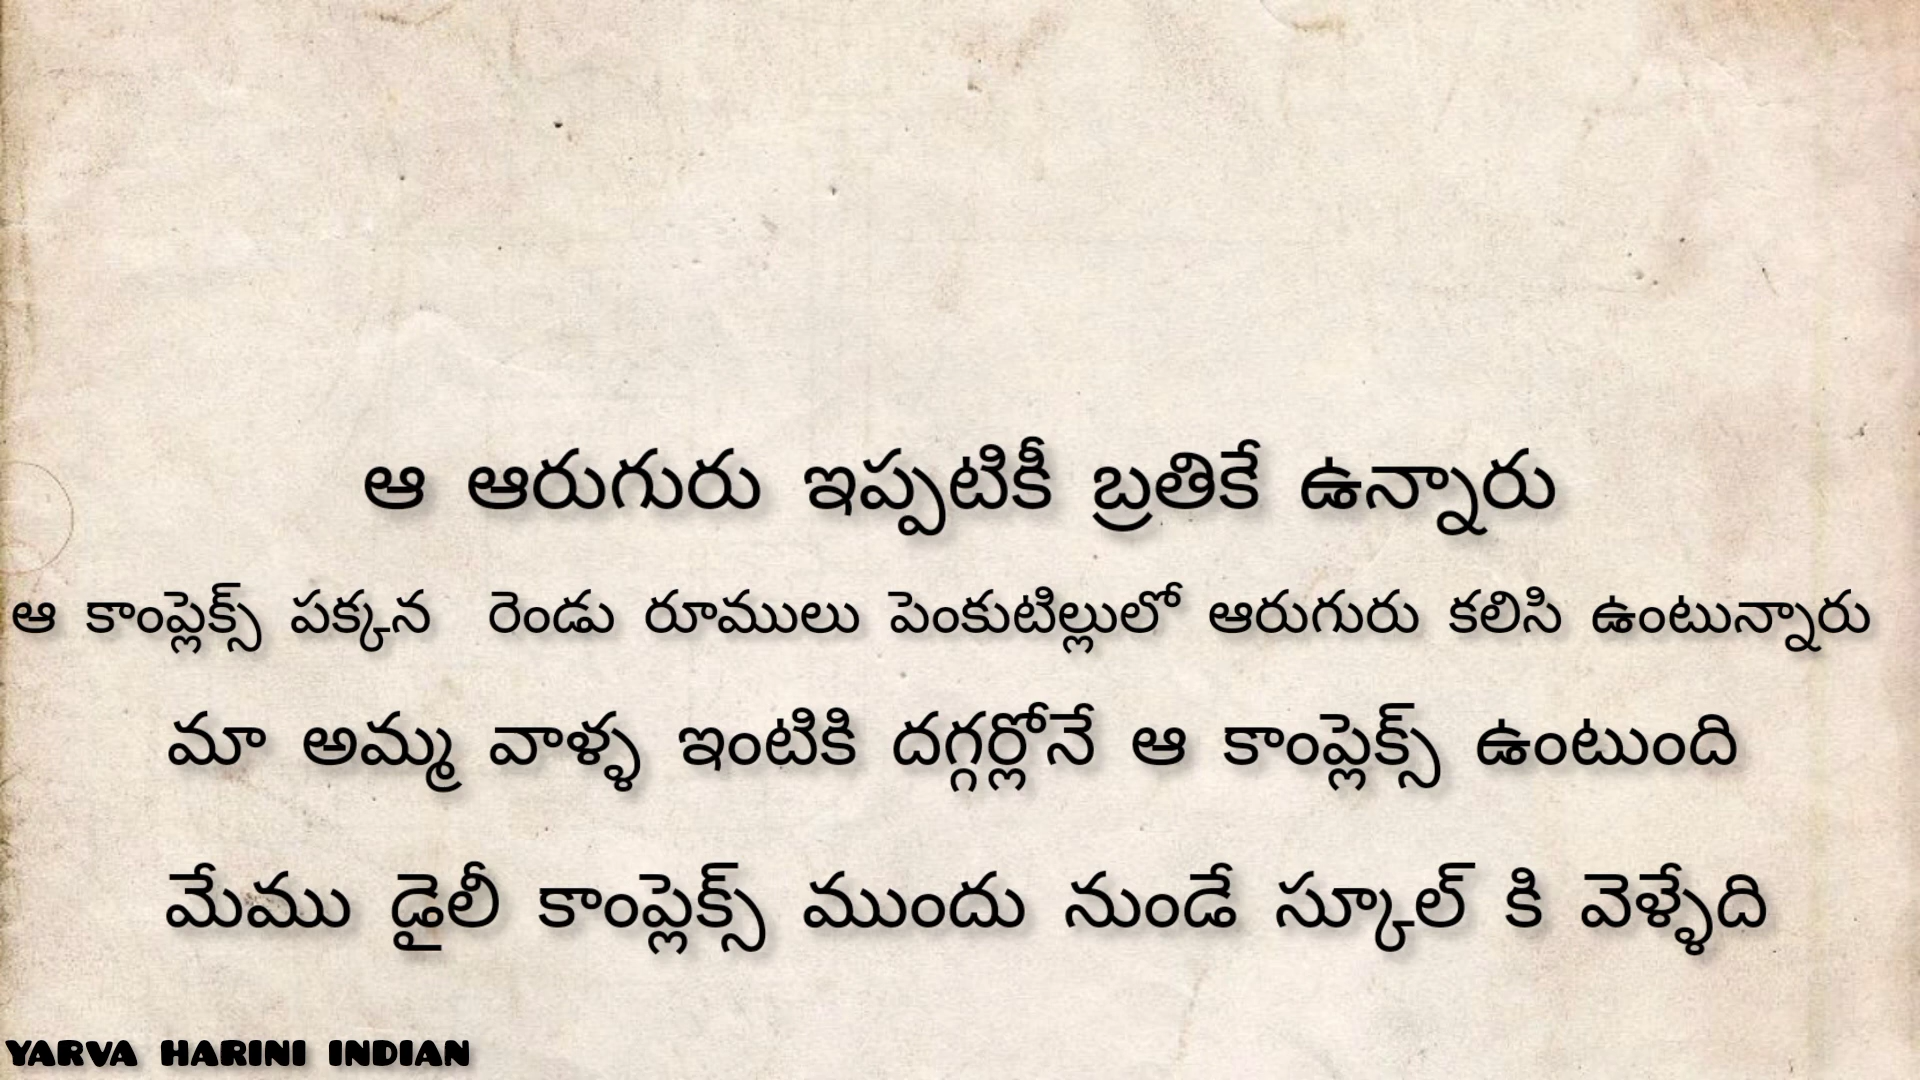 ఆ ఆరుగురు ఇప్పటికీ బ్రతికే ఉన్నారు
ఆ కాంప్లెక్స్ పక్కన రెండు రూములు పెంకుటిల్లులో ఆరుగురు కలిసి ఉంటున్నారు
మా అమ్మ వాళ్ళ ఇంటికి దగ్గర్లోనే ఆ కాంప్లెక్స్ ఉంటుంది
మేము డైలీ కాంప్లెక్స్ ముందు నుండే స్కూల్ కి వెళ్ళేది
YARVA HARINI INDIAN